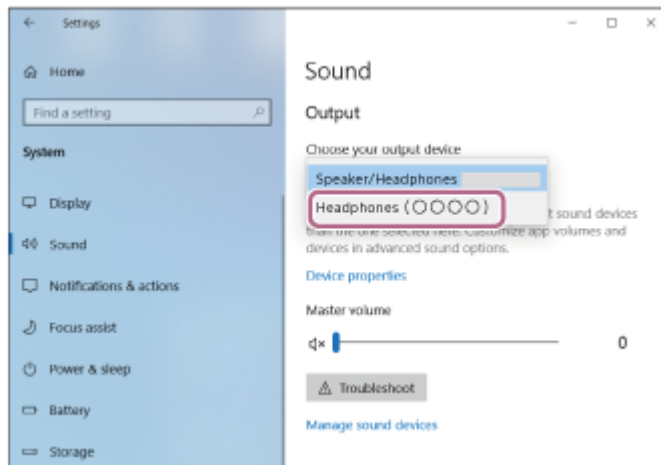 Settings
Home
Find a setting
System
Display
Sound
Notifications & actions
Focus assist
Power & sleep
Battery
Storage
Sound
Output
Choose your output device
Speaker/Headphones
Headphones (○○○○)
t sound devices
than the one selected here. Customize app volumes and
devices in advanced sound options.
Device properties
Master volume
0
Troubleshoot
Manage sound devices